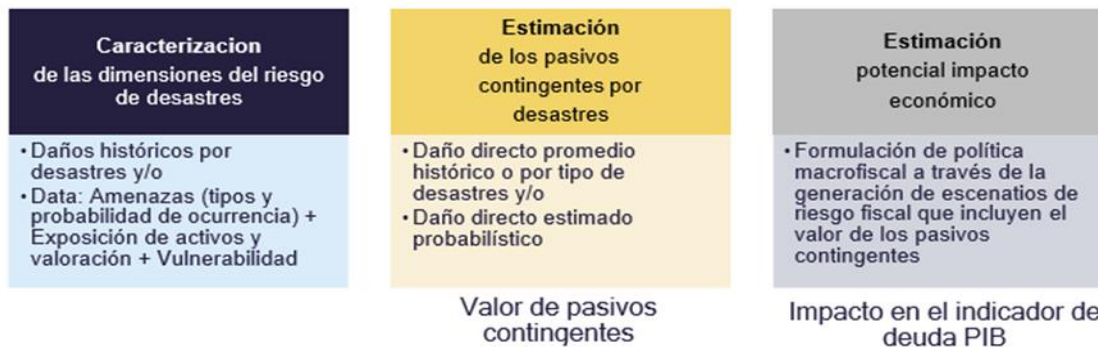 Caracterizacion
de las dimensiones del riesgo
de desastres
• Daños históricos por
desastres y/o
• Data: Amenazas (tipos y
probabilidad de ocurrencia) +
Exposición de activos y
valoración + Vulnerabilidad
Estimación
de los pasivos
contingentes por
desastres
• Daño directo promedio
histórico o por tipo de
desastres y/o
• Daño directo estimado
probabilístico
Valor de pasivos
contingentes
Estimación
potencial impacto
económico
• Formulación de política
macrofiscal a través de la
generación de escenatios de
riesgo fiscal que incluyen el
valor de los pasivos
contingentes
Impacto en el indicador de
deuda PIB